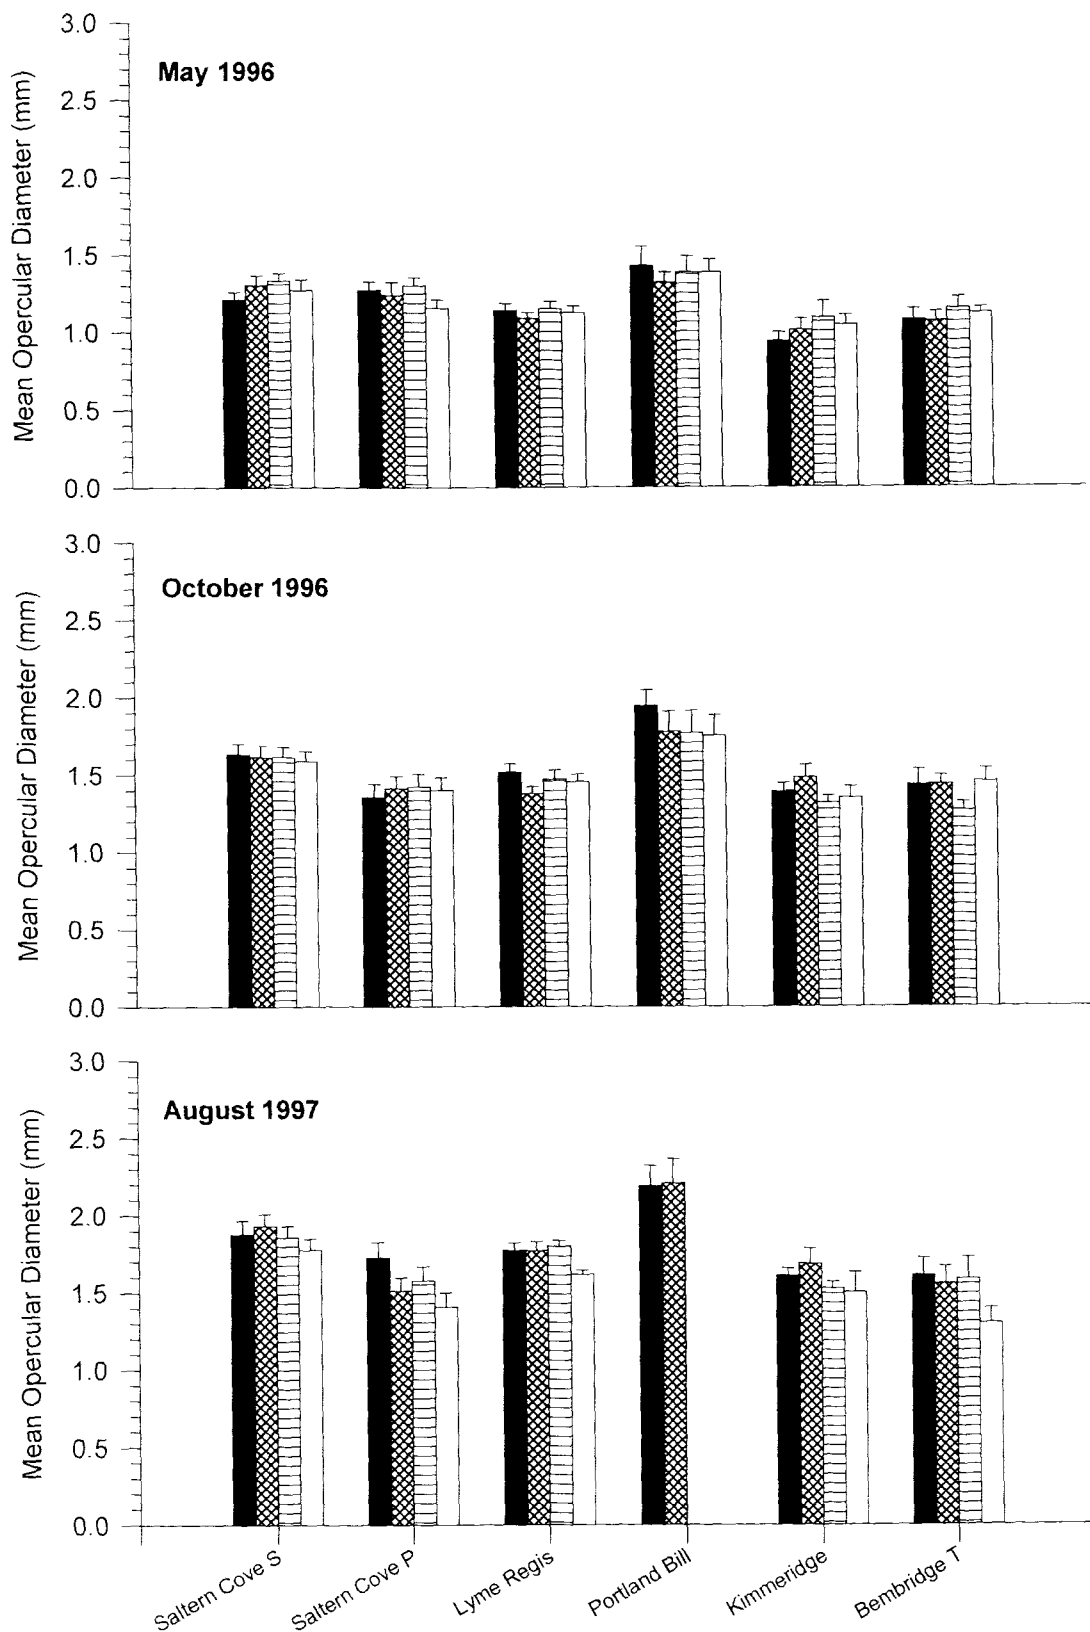 Mean Opercular Diameter (mm)
3.0
2.5
2.0
1.5
1.0
0.5
0.0
May 1996
Mean Opercular Diameter (mm)
3.0
2.5
2.0
1.5
1.0
0.5
0.0
October 1996
Mean Opercular Diameter (mm)
3.0
2.5
2.0
1.5
1.0
0.5
0.0
August 1997
Saltern Cove S
Saltern Cove P
Lyme Regis
Portland Bill
Kimmeridge
Bembridge T